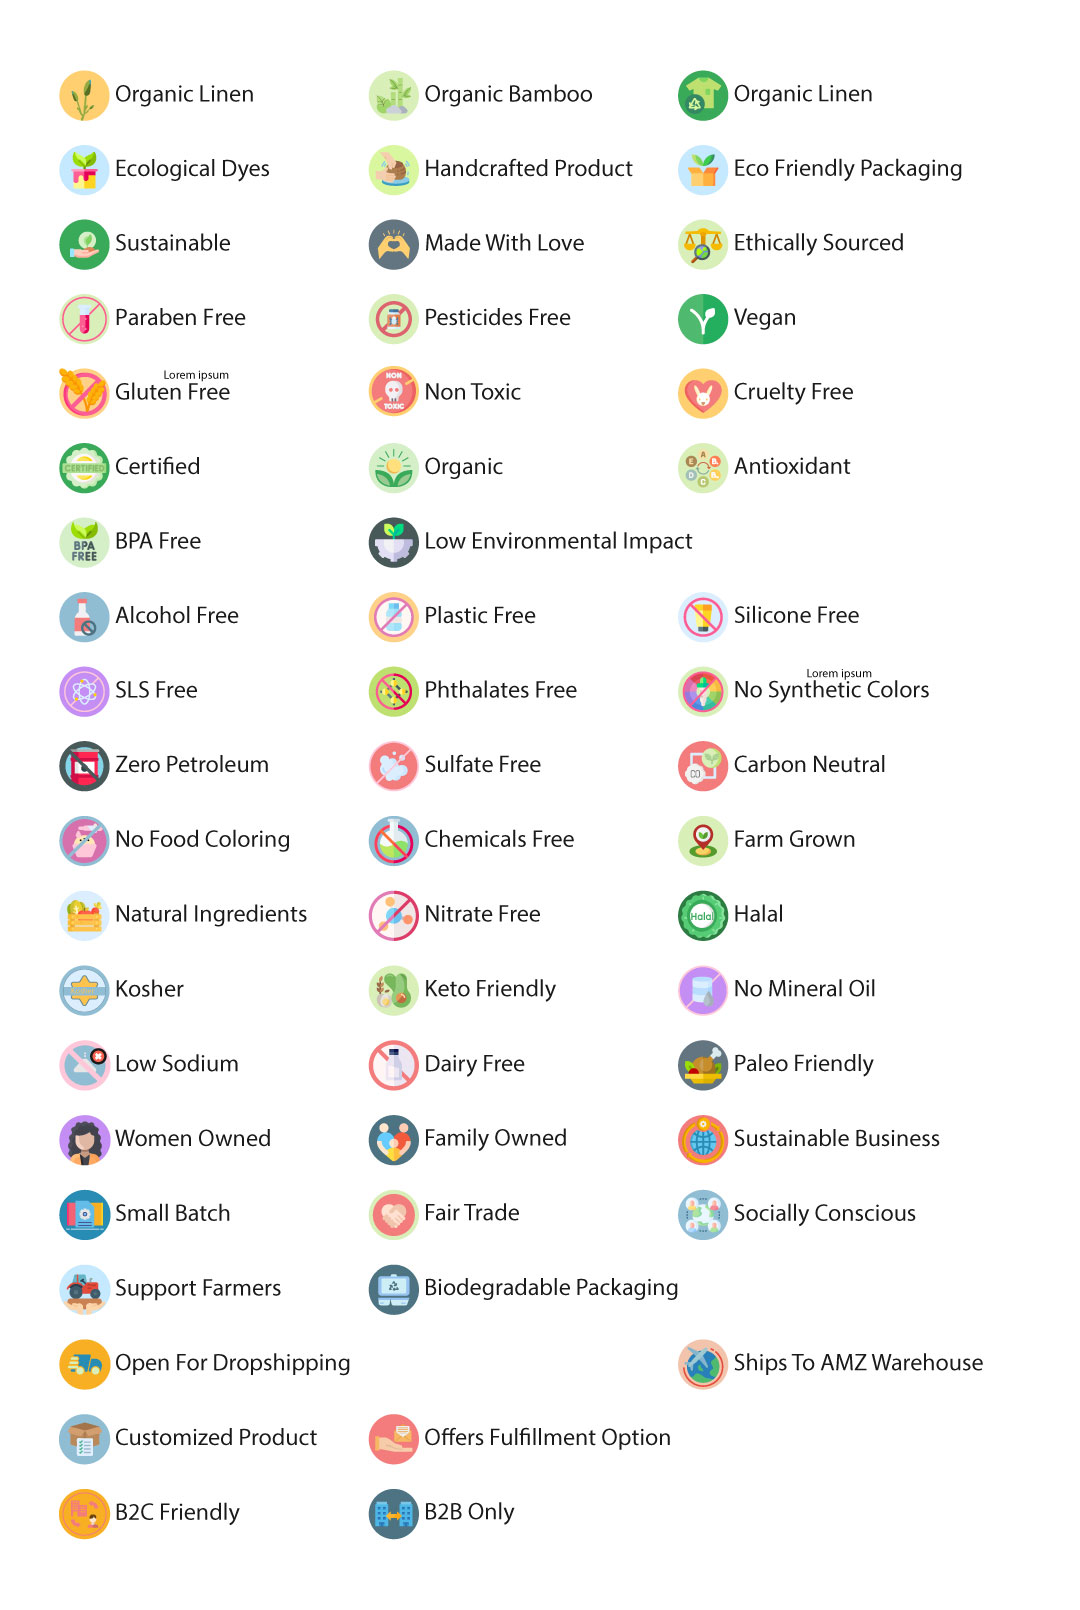 Organic Linen
Organic Bamboo
Organic Linen
Ecological Dyes
Handcrafted Product
Eco Friendly Packaging
Sustainable
Made With Love
Ethically Sourced
Paraben Free
Pesticides Free
Vegan
Lorem ipsum
Gluten Free
NON
TOXIC
Non Toxic
Cruelty Free
CERTIFIED
Certified
Organic
Antioxidant
BPA
FREE
BPA Free
Low Environmental Impact
Alcohol Free
Plastic Free
Silicone Free
SLS Free
Phthalates Free
Lorem ipsum
No Synthetic Colors
Zero Petroleum
Sulfate Free
CO
Carbon Neutral
No Food Coloring
Chemicals Free
Farm Grown
Natural Ingredients
Nitrate Free
Halal
Halal
Kosher
Keto Friendly
No Mineral Oil
Low Sodium
Dairy Free
Paleo Friendly
Women Owned
Family Owned
Sustainable Business
Small Batch
Fair Trade
Socially Conscious
Support Farmers
Biodegradable Packaging
Open For Dropshipping
Ships To AMZ Warehouse
Customized Product
Offers Fulfillment Option
B2C Friendly
B2B Only